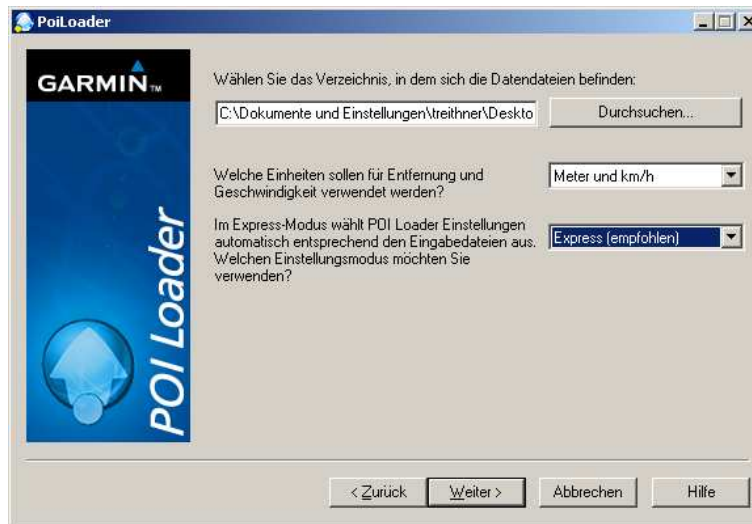 PoiLoader
GARMIN™
POI Loader
Wählen Sie das Verzeichnis, in dem sich die Datendateien befinden:
C:\Dokumente und Einstellungen\treithner\Deskto
Durchsuchen...
Welche Einheiten sollen für Entfernung und
Geschwindigkeit verwendet werden?
Meter und km/h
Im Express-Modus wählt POI Loader Einstellungen
automatisch entsprechend den Eingabedateien aus.
Welchen Einstellungsmodus möchten Sie
verwenden?
Express (empfohlen)
< Zurück
Weiter >
Abbrechen
Hilfe